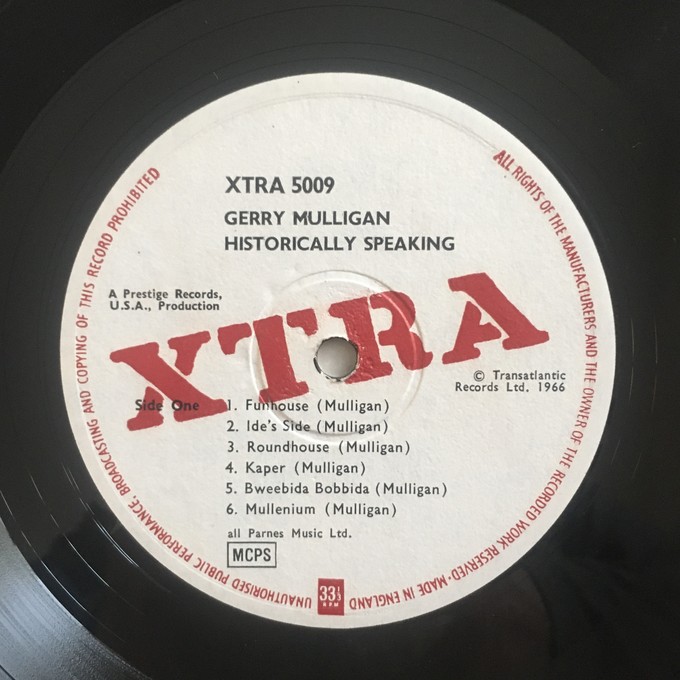 XTRA 5009
GERRY MULLIGAN
HISTORICALLY SPEAKING
A Prestige Records,
U.S.A., Production
XTRA
© Transatlantic
Records Ltd. 1966
Side One
1. Funhouse (Mulligan)
2. Ide's Side (Mulligan)
3. Roundhouse (Mulligan)
4. Kaper (Mulligan)
5. Bweebida Bobbida (Mulligan)
6. Mullenium (Mulligan)
all Parnes Music Ltd.
MCPS
33⅓
RPM
ALL RIGHTS OF THE MANUFACTURERS AND THE OWNER OF THE RECORDED WORK RESERVED·MADE IN ENGLAND
UNAUTHORISED PUBLIC PERFORMANCE, BROADCASTING AND COPYING OF THIS RECORD PROHIBITED